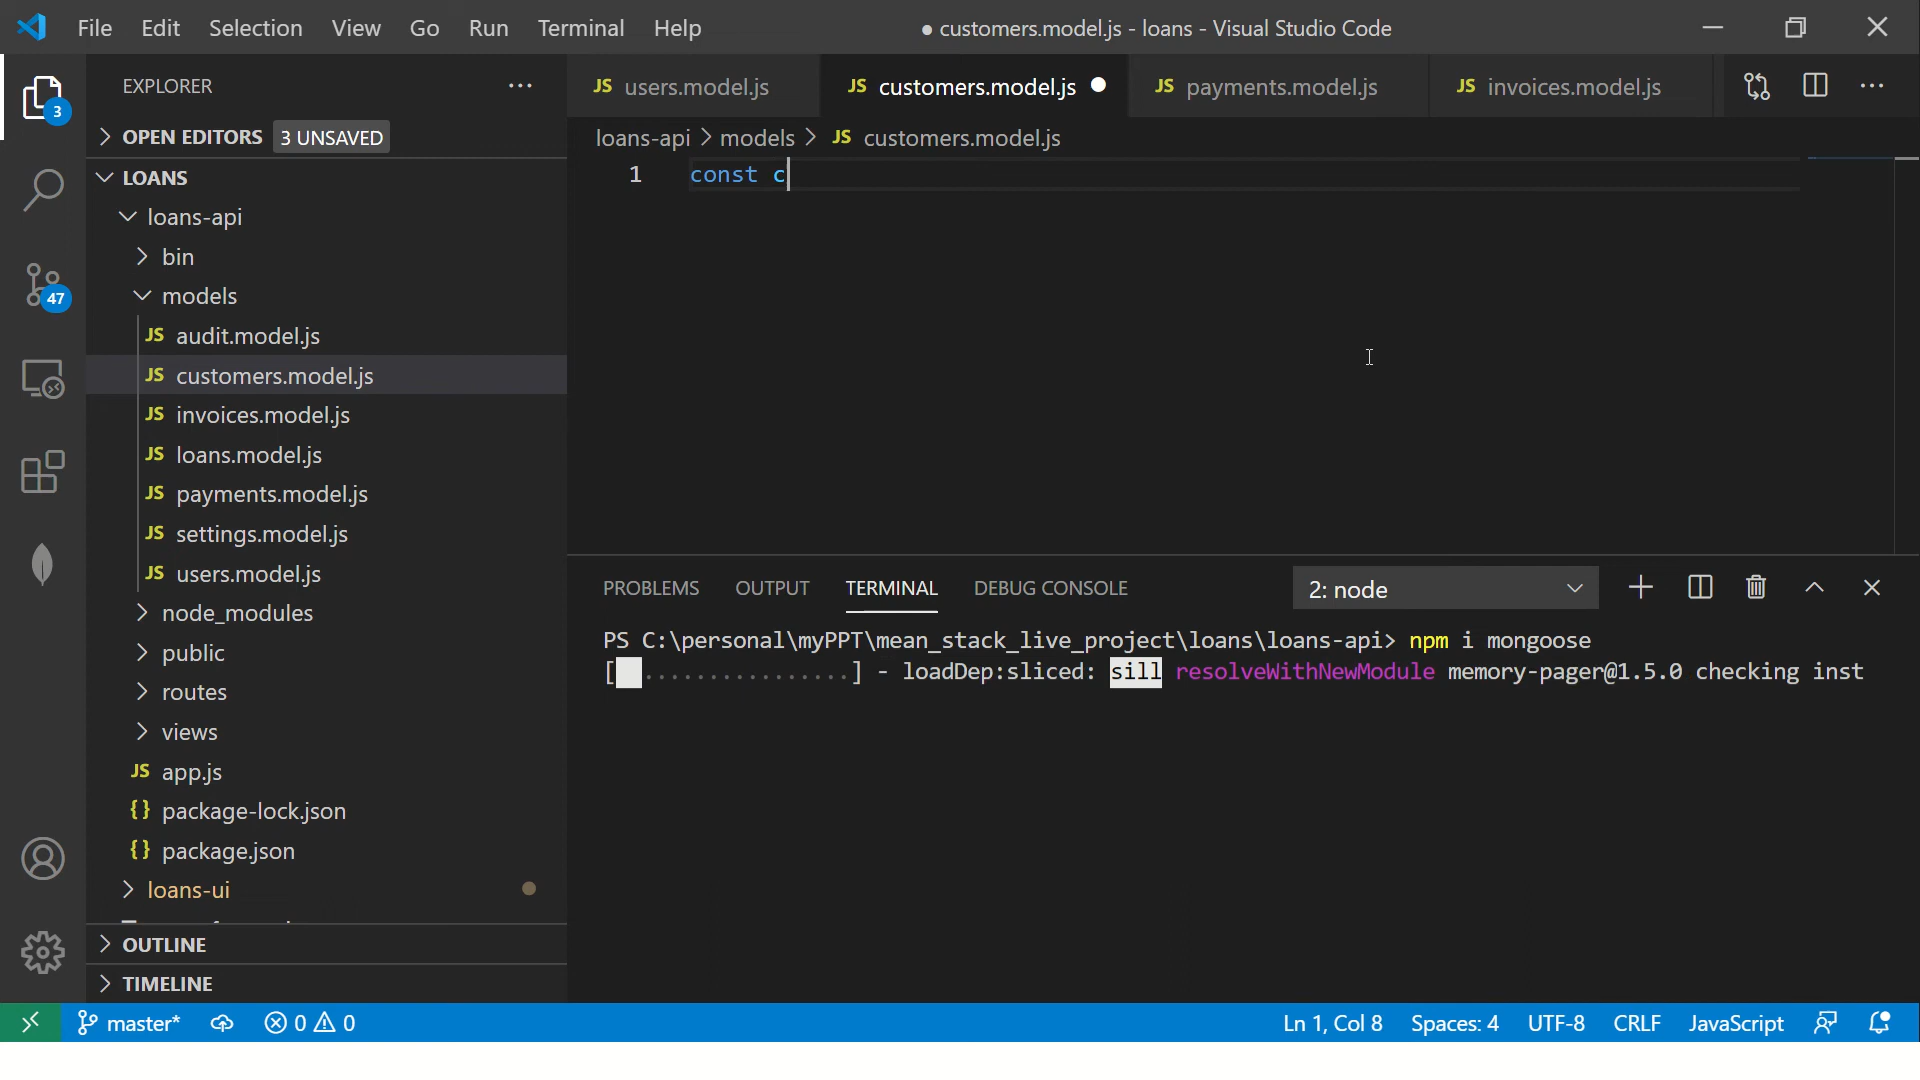 File Edit Selection View Go Run Terminal Help
● customers.model.js - loans - Visual Studio Code
EXPLORER
3
OPEN EDITORS 3 UNSAVED
LOANS
loans-api
bin
models
JS audit.model.js
JS customers.model.js
JS invoices.model.js
JS loans.model.js
JS payments.model.js
JS settings.model.js
JS users.model.js
node_modules
public
routes
views
JS app.js
{} package-lock.json
{} package.json
loans-ui
OUTLINE
TIMELINE
47
JS users.model.js JS customers.model.js ● JS payments.model.js JS invoices.model.js
loans-api > models > JS customers.model.js
1 const c
PROBLEMS OUTPUT TERMINAL DEBUG CONSOLE 2: node
PS C:\personal\myPPT\mean_stack_live_project\loans\loans-api> npm i mongoose
[  ................] - loadDep:sliced: sill resolveWithNewModule memory-pager@1.5.0 checking inst
master* 0 0 Ln 1, Col 8 Spaces: 4 UTF-8 CRLF JavaScript